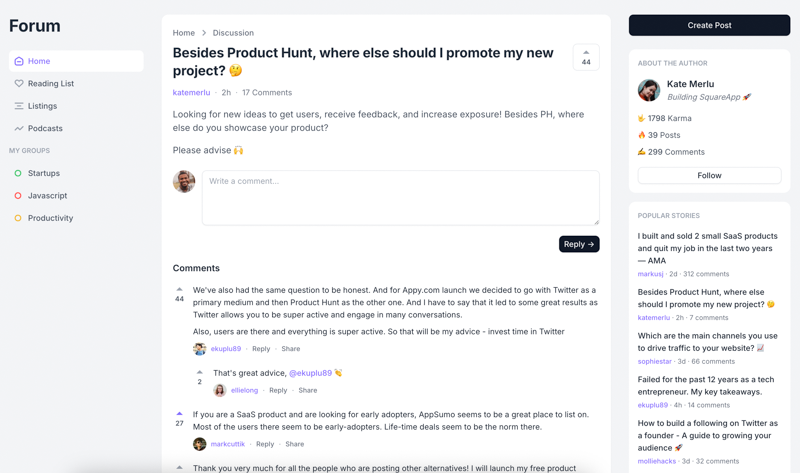 Forum
Home
Reading List
Listings
Podcasts
MY GROUPS
Startups
Javascript
Productivity
Home > Discussion
Besides Product Hunt, where else should I promote my new
project? 🤔
44
katemerlu · 2h · 17 Comments
Looking for new ideas to get users, receive feedback, and increase exposure! Besides PH, where
else do you showcase your product?
Please advise 🙌
Write a comment...
Reply ->
Comments
44
We've also had the same question to be honest. And for Appy.com launch we decided to go with Twitter as a
primary medium and then Product Hunt as the other one. And I have to say that it led to some great results as
Twitter allows you to be super active and engage in many conversations.
Also, users are there and everything is super active. So that will be my advice - invest time in Twitter
ekuplu89 · Reply · Share
2
That's great advice, @ekuplu89 👋
ellielong · Reply · Share
27
If you are a SaaS product and are looking for early adopters, AppSumo seems to be a great place to list on.
Most of the users there seem to be early-adopters. Life-time deals seem to be the norm there.
markcuttik · Reply · Share
Thank you very much for all the people who are posting other alternatives! I will launch my free product
Create Post
ABOUT THE AUTHOR
Kate Merlu
Building SquareApp 🚀
🤟 1798 Karma
🔥 39 Posts
✍️ 299 Comments
Follow
POPULAR STORIES
I built and sold 2 small SaaS products
and quit my job in the last two years
— AMA
markusj · 2d · 312 comments
Besides Product Hunt, where else
should I promote my new project? 🤔
katemerlu · 2h · 7 comments
Which are the main channels you use
to drive traffic to your website? 📈
sophiestar · 3d · 66 comments
Failed for the past 12 years as a tech
entrepreneur. My key takeaways.
ekuplu89 · 4h · 14 comments
How to build a following on Twitter as
a founder - A guide to growing your
audience 🚀
molliehacks · 3d · 32 comments